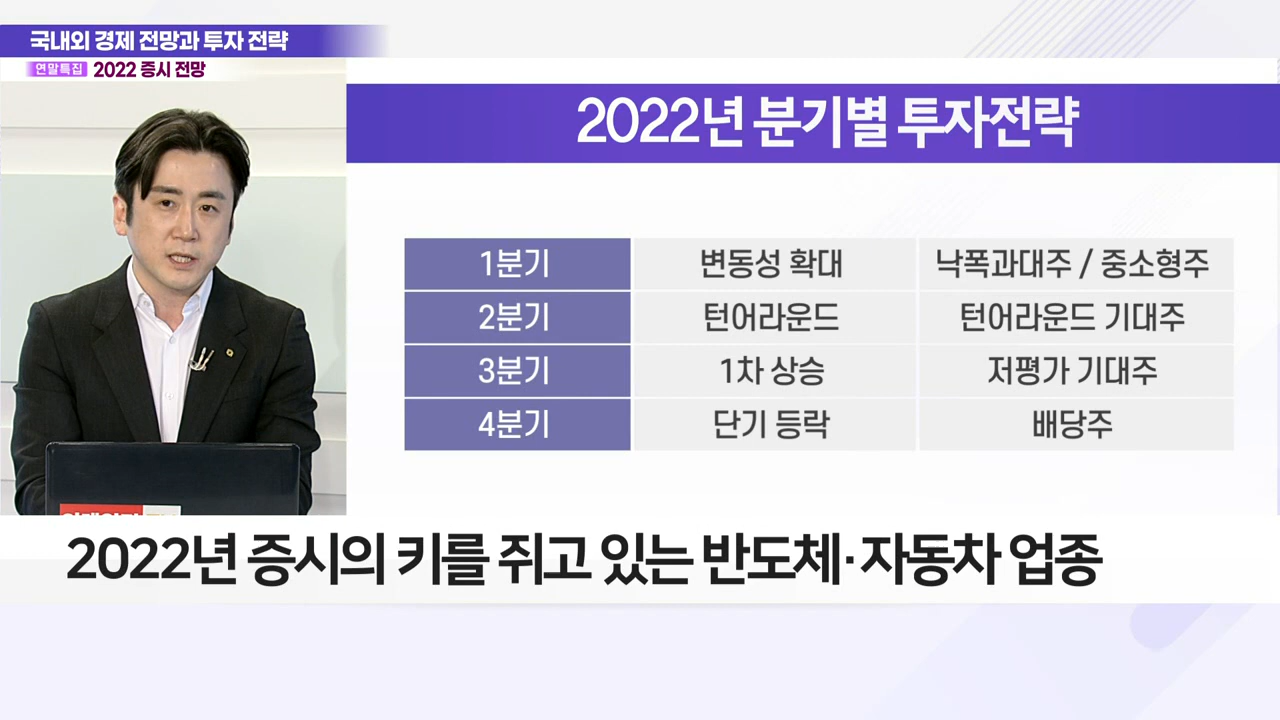 국내외 경제 전망과 투자 전략
연말특집 2022 증시 전망
2022년 분기별 투자전략
1분기 변동성 확대 낙폭과대주 / 중소형주
2분기 턴어라운드 턴어라운드 기대주
3분기 1차 상승 저평가 기대주
4분기 단기 등락 배당주
2022년 증시의 키를 쥐고 있는 반도체·자동차 업종